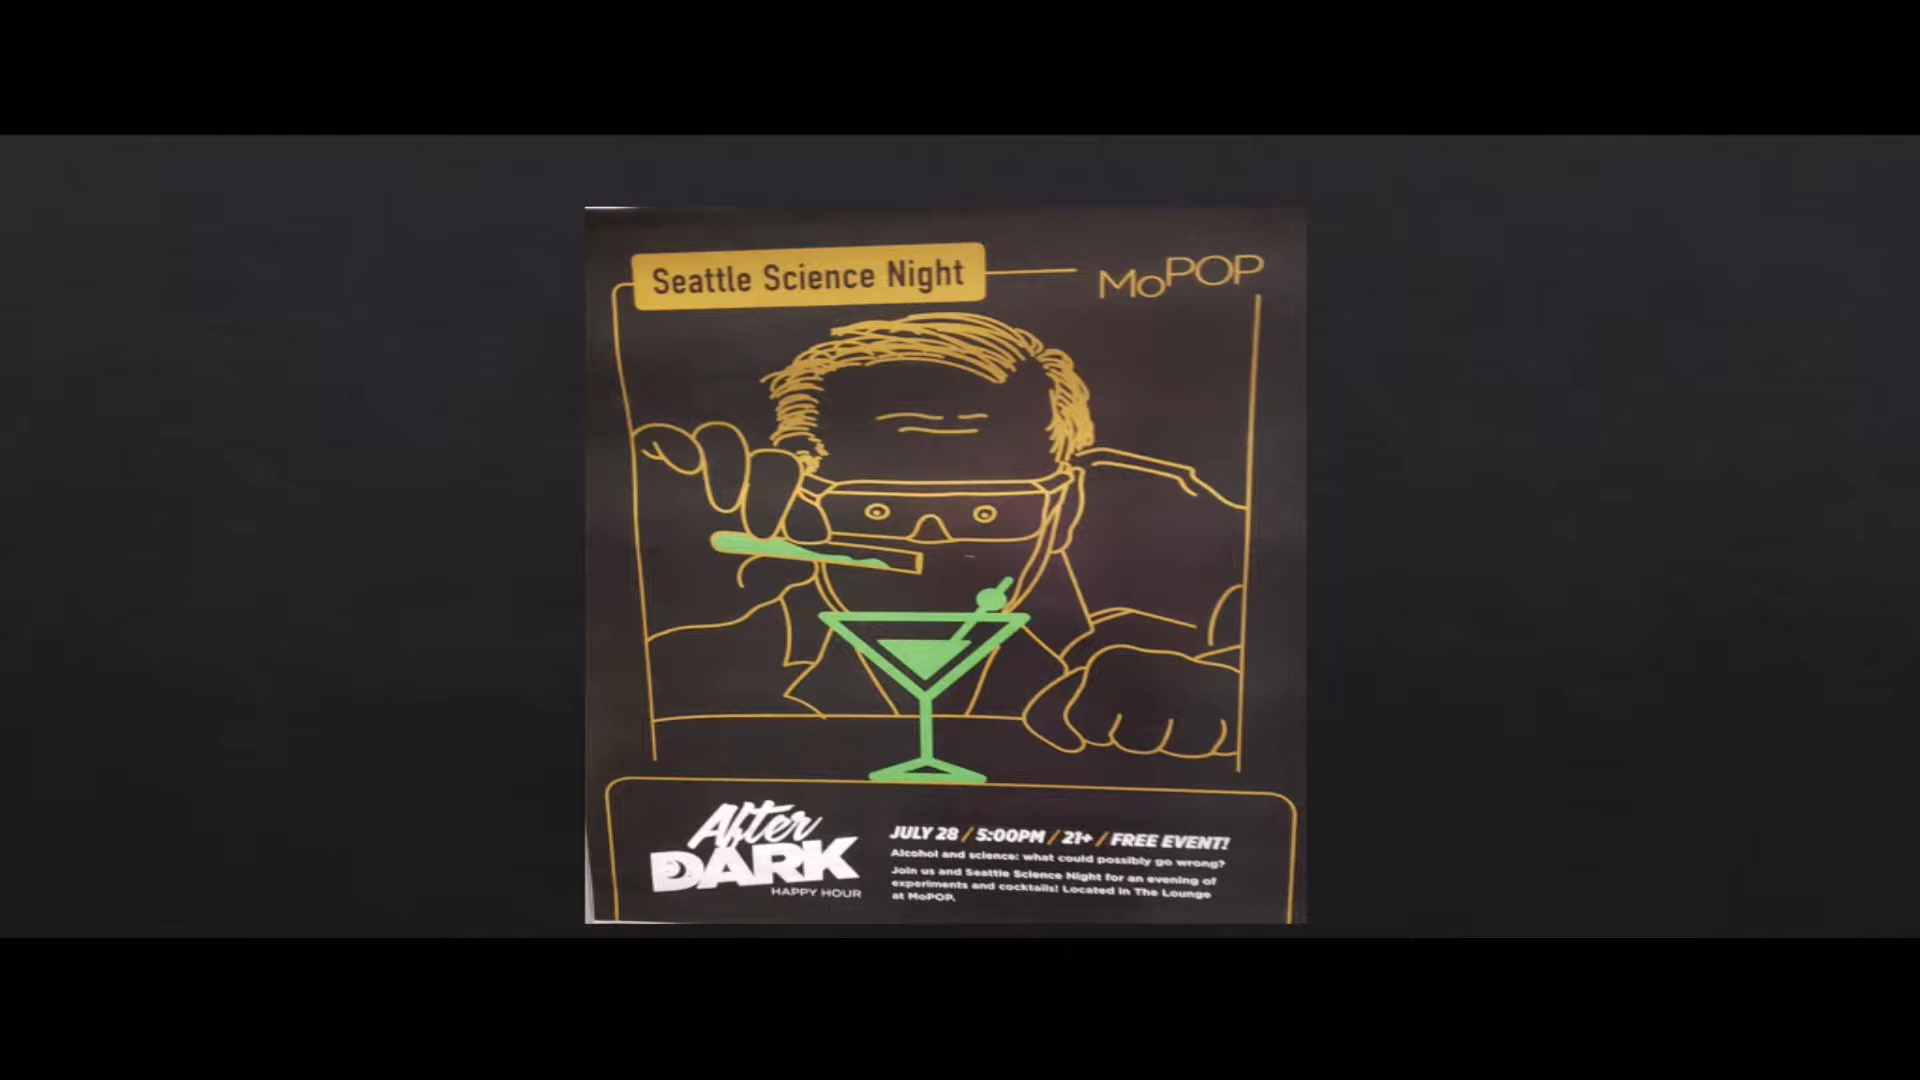 Seattle Science Night
MoPOP
After
DARK
HAPPY HOUR
JULY 28 / 5:00PM / 21+ / FREE EVENT!
Alcohol and science: what could possibly go wrong?
Join us and Seattle Science Night for an evening of
experiments and cocktails! Located in The Lounge
at MoPOP.